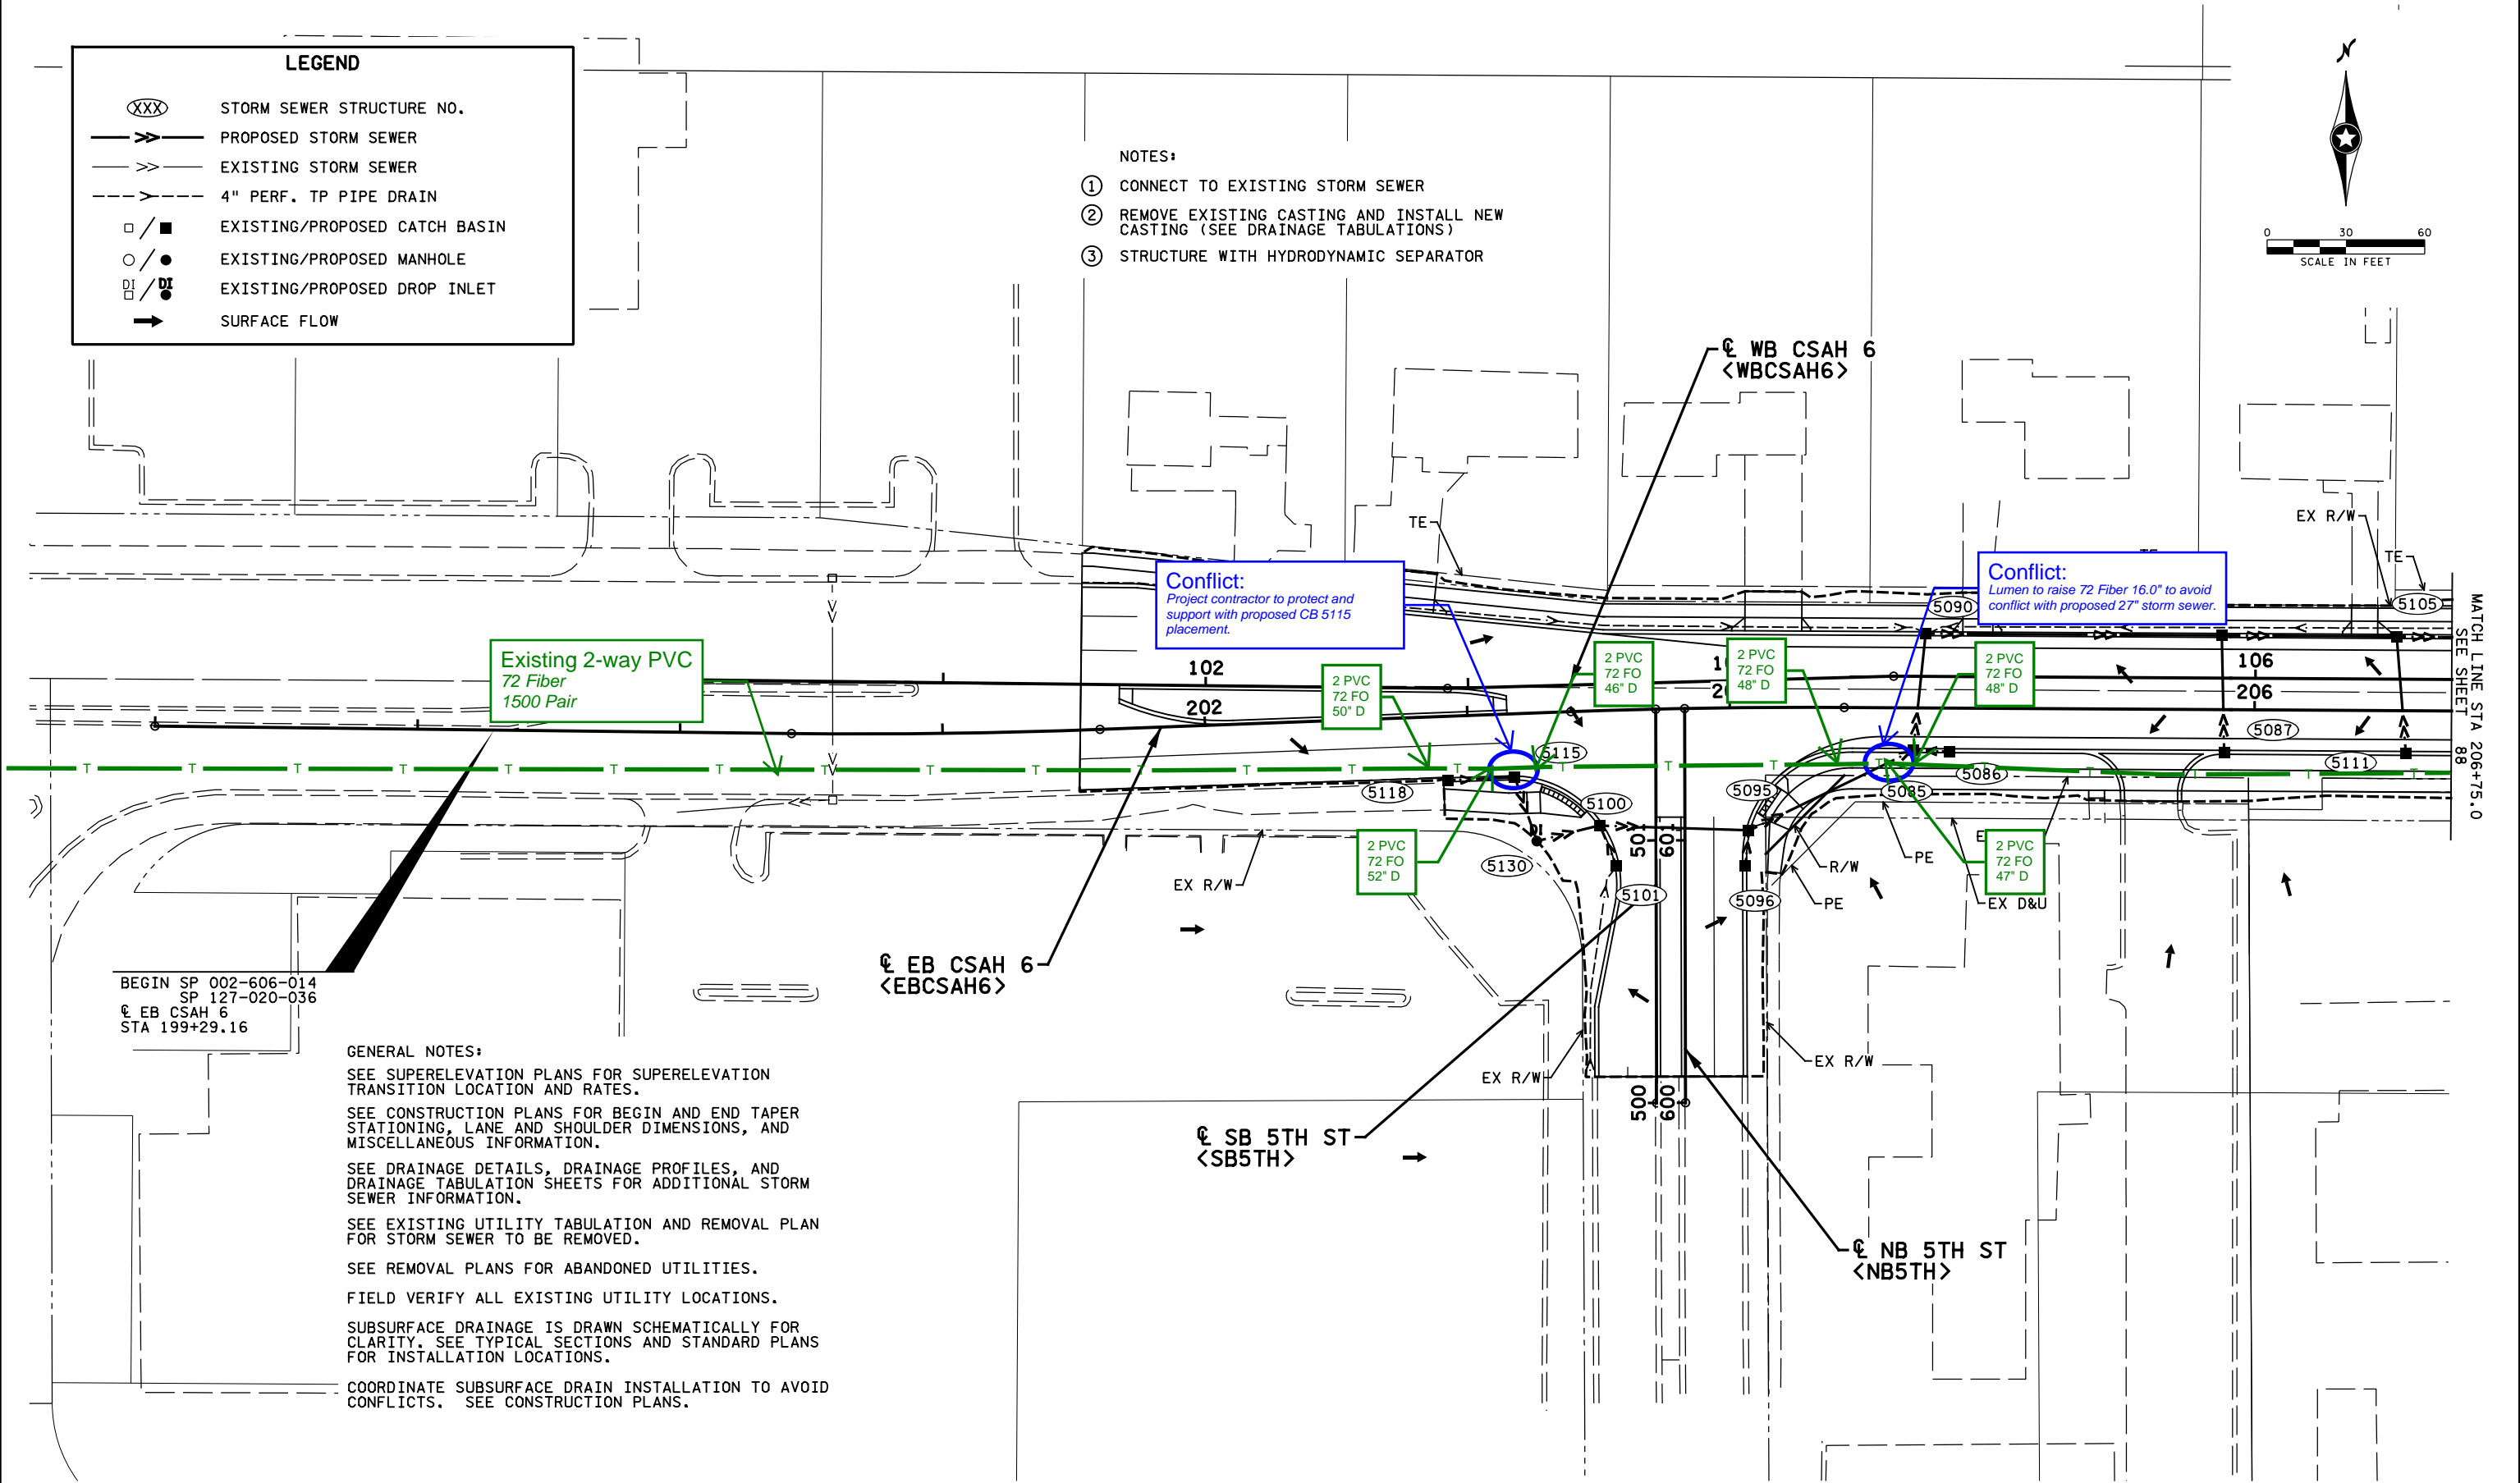 LEGEND
XXX STORM SEWER STRUCTURE NO.
PROPOSED STORM SEWER
EXISTING STORM SEWER
4" PERF. TP PIPE DRAIN
EXISTING/PROPOSED CATCH BASIN
EXISTING/PROPOSED MANHOLE
DI / DI EXISTING/PROPOSED DROP INLET
SURFACE FLOW
NOTES:
1 CONNECT TO EXISTING STORM SEWER
2 REMOVE EXISTING CASTING AND INSTALL NEW
CASTING (SEE DRAINAGE TABULATIONS)
3 STRUCTURE WITH HYDRODYNAMIC SEPARATOR
N
0 30 60
SCALE IN FEET
℄ WB CSAH 6
<WBCSAH6>
TE
EX R/W
TE
Conflict:
Project contractor to protect and
support with proposed CB 5115
placement.
Conflict:
Lumen to raise 72 Fiber 16.0" to avoid
conflict with proposed 27" storm sewer.
5090
5105
MATCH LINE STA 206+75.0
SEE SHEET 88
Existing 2-way PVC
72 Fiber
1500 Pair
102
202
2 PVC
72 FO
50" D
2 PVC
72 FO
46" D
2 PVC
72 FO
48" D
2 PVC
72 FO
48" D
106
206
5087
5115
5111
5086
5085
5118
5100
5095
T T T T T T T T T T T T T T T T T T T T T T T
2 PVC
72 FO
52" D
2 PVC
72 FO
47" D
50
60
5130
5101
5096
EX R/W
R/W
PE
PE
EX D&U
℄ EB CSAH 6
<EBCSAH6>
BEGIN SP 002-606-014
SP 127-020-036
℄ EB CSAH 6
STA 199+29.16
EX R/W
EX R/W
500
600
℄ SB 5TH ST
<SB5TH>
℄ NB 5TH ST
<NB5TH>
GENERAL NOTES:
SEE SUPERELEVATION PLANS FOR SUPERELEVATION
TRANSITION LOCATION AND RATES.
SEE CONSTRUCTION PLANS FOR BEGIN AND END TAPER
STATIONING, LANE AND SHOULDER DIMENSIONS, AND
MISCELLANEOUS INFORMATION.
SEE DRAINAGE DETAILS, DRAINAGE PROFILES, AND
DRAINAGE TABULATION SHEETS FOR ADDITIONAL STORM
SEWER INFORMATION.
SEE EXISTING UTILITY TABULATION AND REMOVAL PLAN
FOR STORM SEWER TO BE REMOVED.
SEE REMOVAL PLANS FOR ABANDONED UTILITIES.
FIELD VERIFY ALL EXISTING UTILITY LOCATIONS.
SUBSURFACE DRAINAGE IS DRAWN SCHEMATICALLY FOR
CLARITY. SEE TYPICAL SECTIONS AND STANDARD PLANS
FOR INSTALLATION LOCATIONS.
COORDINATE SUBSURFACE DRAIN INSTALLATION TO AVOID
CONFLICTS. SEE CONSTRUCTION PLANS.